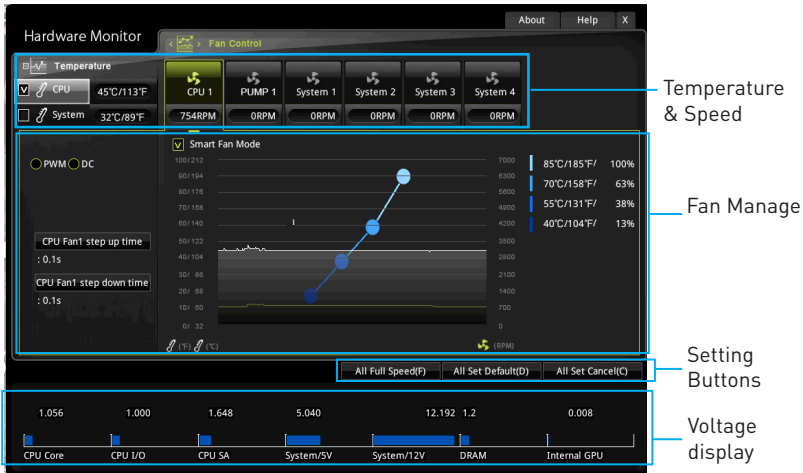 About Help X
Hardware Monitor
Fan Control
Temperature
CPU 45℃/113℉
System 32℃/89℉
CPU 1 PUMP 1 System 1 System 2 System 3 System 4
754RPM 0RPM 0RPM 0RPM 0RPM 0RPM
Temperature
& Speed
Smart Fan Mode
PWM DC
100/212 7000
90/194 6300
80/176 5600
70/158 4900
60/140 4200
50/122 3500
40/104 2800
30/ 86 2100
20/ 68 1400
10/ 50 700
0/ 32 0
(℉) (℃) (RPM)
85℃/185℉/ 100%
70℃/158℉/ 63%
55℃/131℉/ 38%
40℃/104℉/ 13%
CPU Fan1 step up time
: 0.1s
CPU Fan1 step down time
: 0.1s
Fan Manage
All Full Speed(F) All Set Default(D) All Set Cancel(C)
Setting
Buttons
1.056 1.000 1.648 5.040 12.192 1.2 0.008
CPU Core CPU I/O CPU SA System/5V System/12V DRAM Internal GPU
Voltage
display